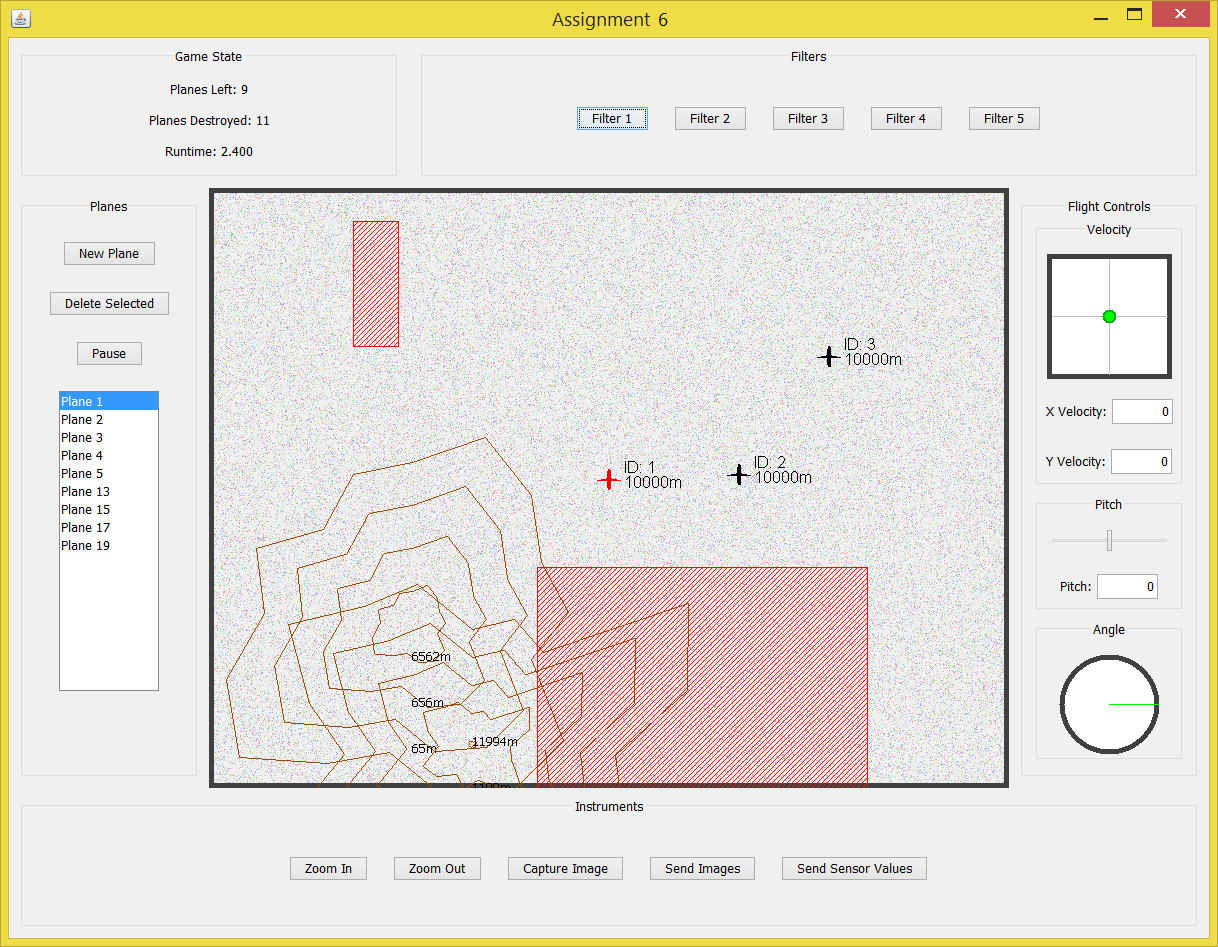 Assignment 6
Game State
Planes Left: 9
Planes Destroyed: 11
Runtime: 2.400
Filters
Filter 1
Filter 2
Filter 3
Filter 4
Filter 5
Planes
New Plane
Delete Selected
Pause
Plane 1
Plane 2
Plane 3
Plane 4
Plane 5
Plane 13
Plane 15
Plane 17
Plane 19
ID: 3
10000m
ID: 1
10000m
ID: 2
10000m
6562m
656m
65m
11994m
Flight Controls
Velocity
X Velocity: 0
Y Velocity: 0
Pitch
Pitch: 0
Angle
Instruments
Zoom In
Zoom Out
Capture Image
Send Images
Send Sensor Values